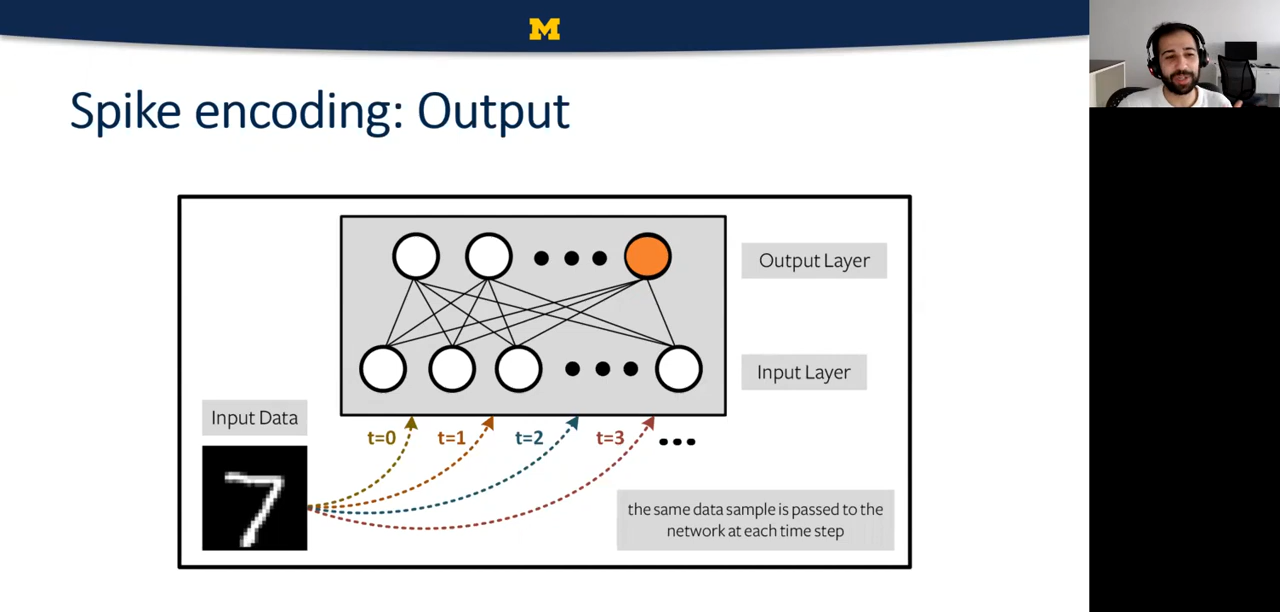 M
Spike encoding: Output
Output Layer
Input Layer
Input Data
t=0 t=1 t=2 t=3 ...
the same data sample is passed to the
network at each time step
7